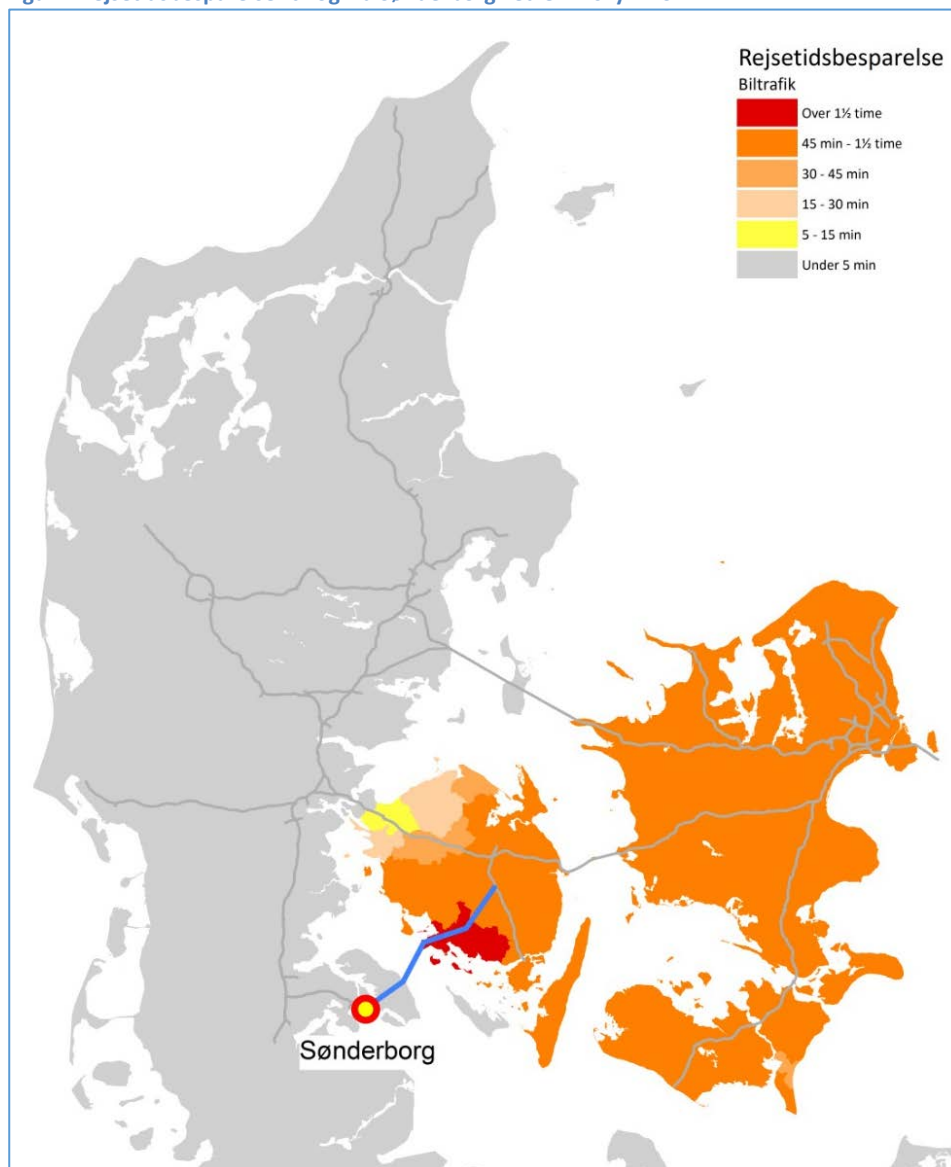 Rejsetidsbesparelse
Biltrafik
Over 1½ time
45 min - 1½ time
30 - 45 min
15 - 30 min
5 - 15 min
Under 5 min
Sønderborg